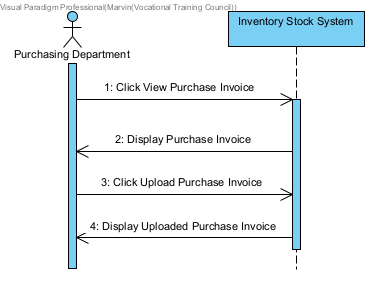 Visual Paradigm Professional(Marvin(Vocational Training Council))
Inventory Stock System
Purchasing Department
1: Click View Purchase Invoice
2: Display Purchase Invoice
3: Click Upload Purchase Invoice
4: Display Uploaded Purchase Invoice